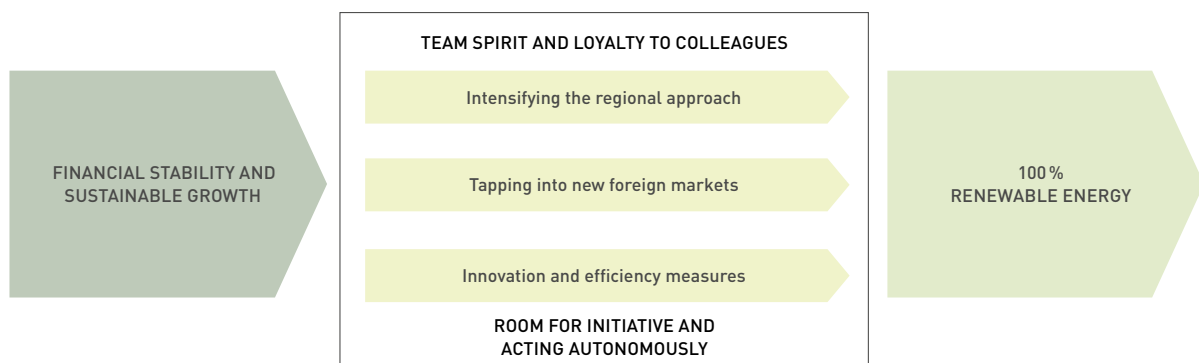 FINANCIAL STABILITY AND
SUSTAINABLE GROWTH
TEAM SPIRIT AND LOYALTY TO COLLEAGUES
Intensifying the regional approach
Tapping into new foreign markets
Innovation and efficiency measures
ROOM FOR INITIATIVE AND
ACTING AUTONOMOUSLY
100 %
RENEWABLE ENERGY